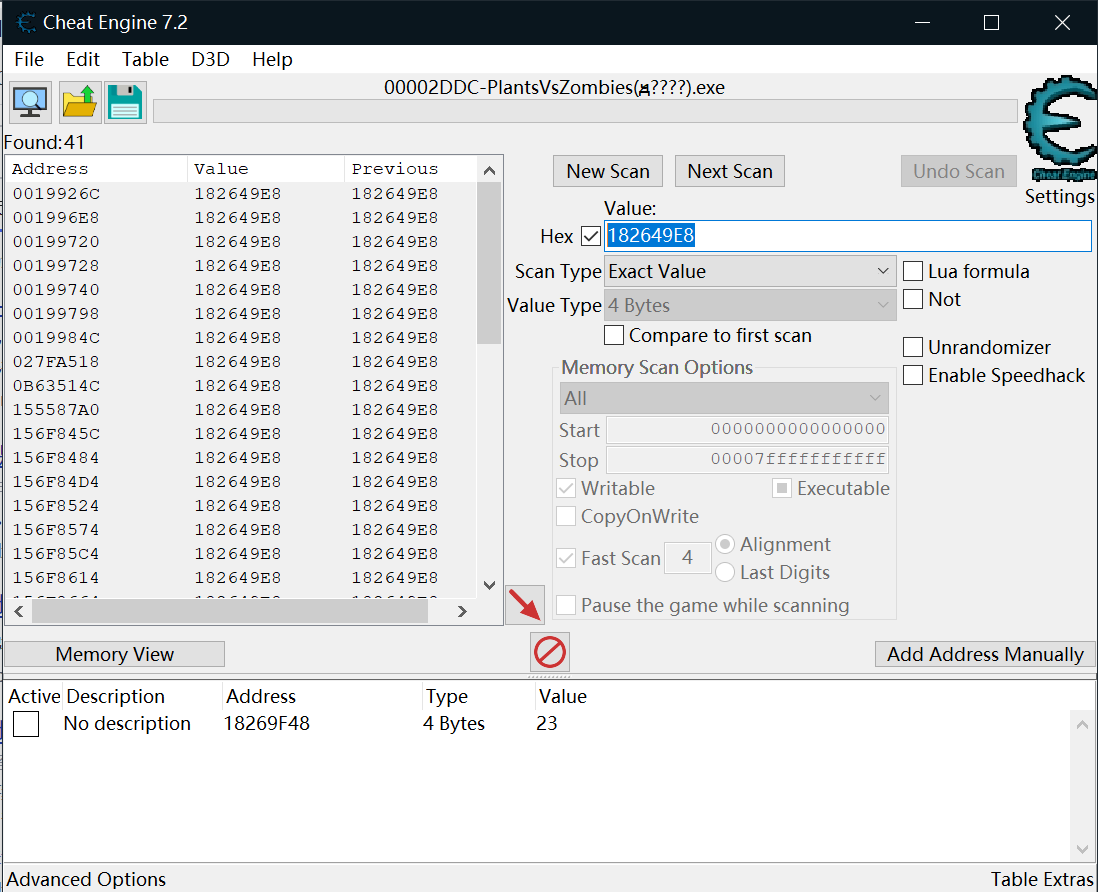 Cheat Engine 7.2
File Edit Table D3D Help
00002DDC-PlantsVsZombies(д????).exe
Found:41
Address Value Previous
0019926C 182649E8 182649E8
001996E8 182649E8 182649E8
00199720 182649E8 182649E8
00199728 182649E8 182649E8
00199740 182649E8 182649E8
00199798 182649E8 182649E8
0019984C 182649E8 182649E8
027FA518 182649E8 182649E8
0B63514C 182649E8 182649E8
155587A0 182649E8 182649E8
156F845C 182649E8 182649E8
156F8484 182649E8 182649E8
156F84D4 182649E8 182649E8
156F8524 182649E8 182649E8
156F8574 182649E8 182649E8
156F85C4 182649E8 182649E8
156F8614 182649E8 182649E8
New Scan Next Scan Undo Scan
Cheat Engine
Settings
Value:
Hex 182649E8
Scan Type Exact Value
Lua formula
Not
Value Type 4 Bytes
Compare to first scan
Unrandomizer
Enable Speedhack
Memory Scan Options
All
Start 0000000000000000
Stop 00007fffffffffff
Writable Executable
CopyOnWrite
Fast Scan 4 Alignment
Last Digits
Pause the game while scanning
Memory View
Add Address Manually
Active Description Address Type Value
No description 18269F48 4 Bytes 23
Advanced Options Table Extras